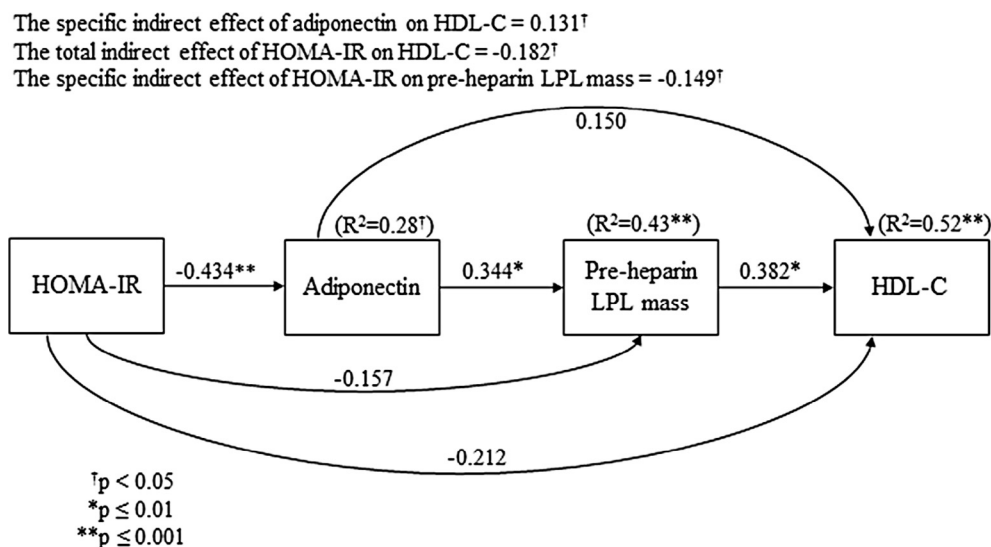 The specific indirect effect of adiponectin on HDL-C = 0.131†
The total indirect effect of HOMA-IR on HDL-C = -0.182†
The specific indirect effect of HOMA-IR on pre-heparin LPL mass = -0.149†
0.150
(R²=0.28†)
(R²=0.43**)
(R²=0.52**)
HOMA-IR
-0.434**
Adiponectin
0.344*
Pre-heparin
LPL mass
0.382*
HDL-C
-0.157
-0.212
†p < 0.05
*p ≤ 0.01
**p ≤ 0.001